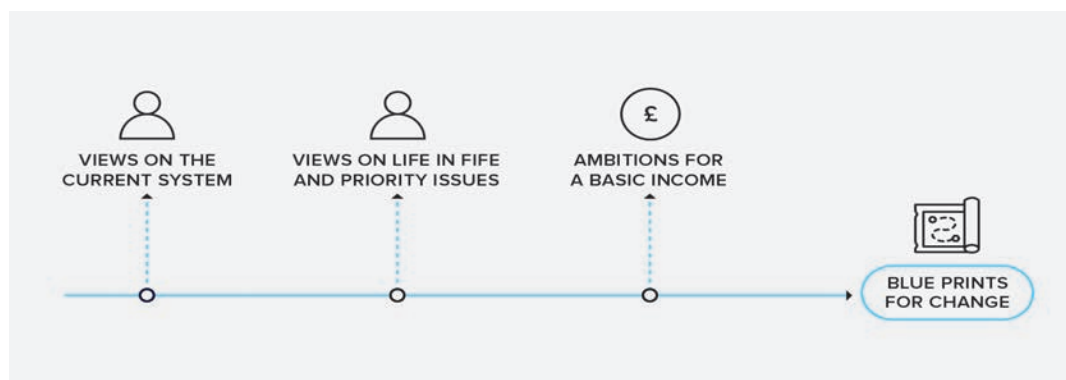 VIEWS ON THE
CURRENT SYSTEM
VIEWS ON LIFE IN FIFE
AND PRIORITY ISSUES
£
AMBITIONS FOR
A BASIC INCOME
BLUE PRINTS
FOR CHANGE